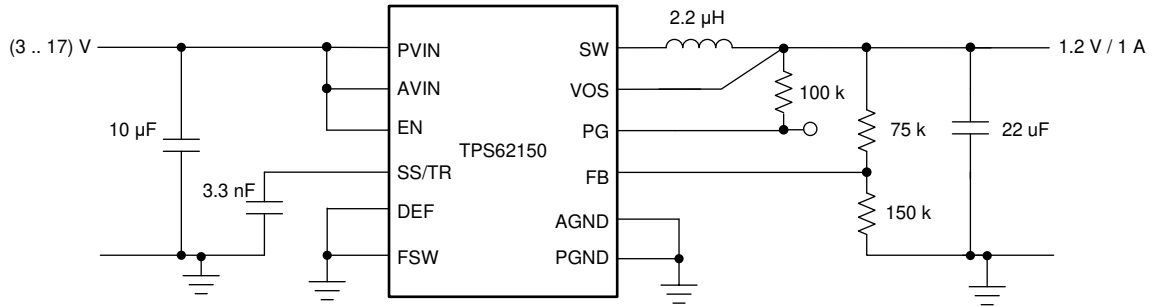 2.2 µH
(3 .. 17) V
PVIN
SW
1.2 V / 1 A
AVIN
VOS
100 k
10 µF
EN
PG
75 k
22 uF
TPS62150
SS/TR
FB
3.3 nF
DEF
AGND
150 k
FSW
PGND